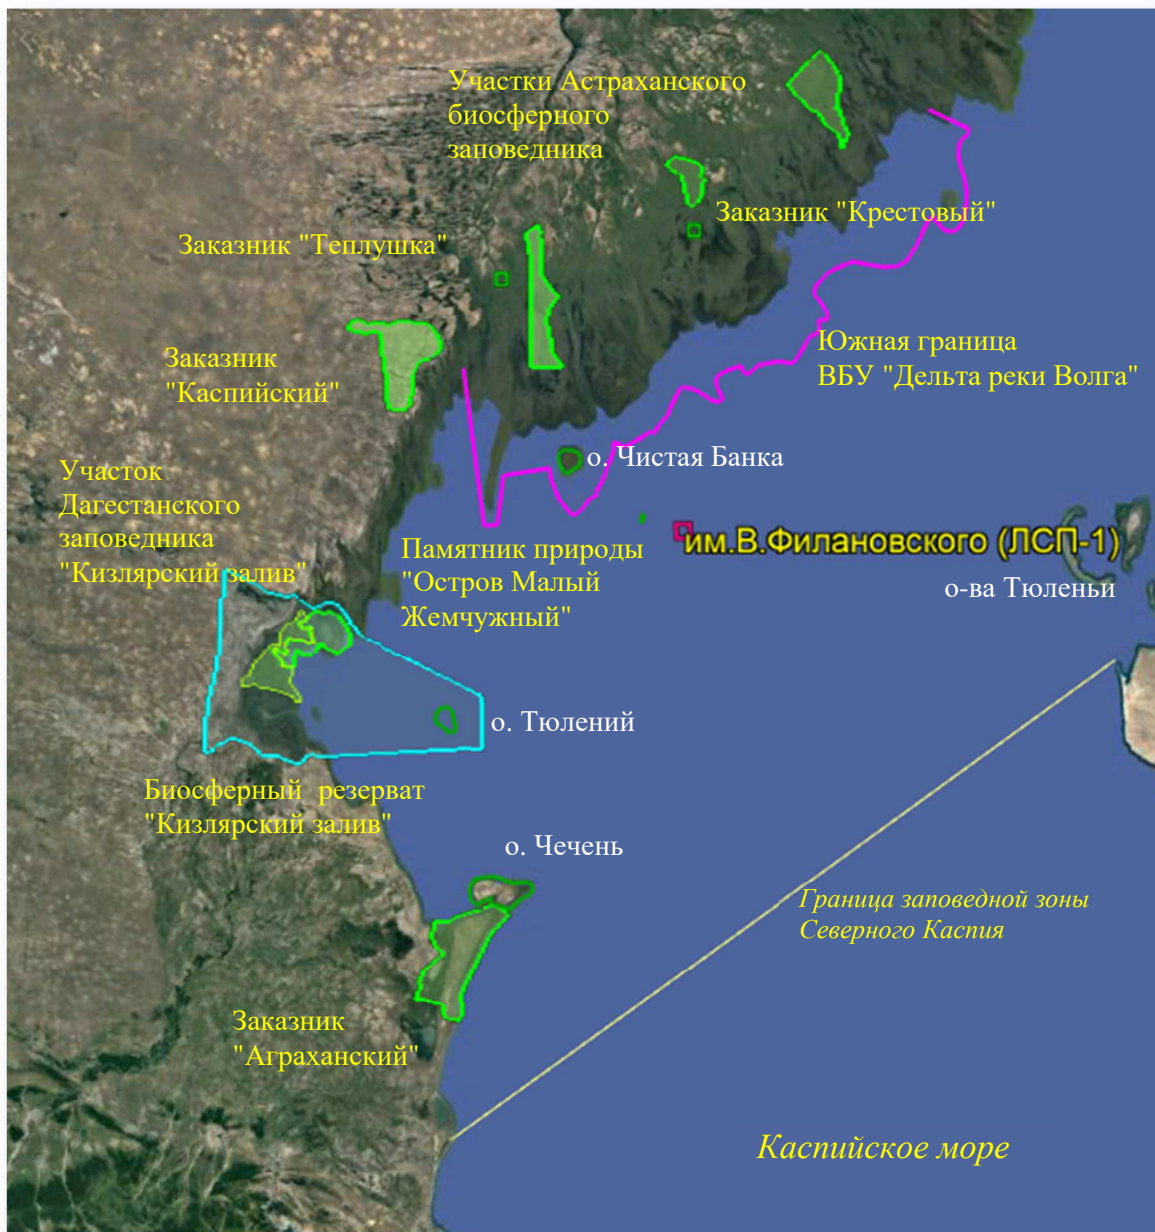 Участки Астраханского
биосферного
заповедника
Заказник "Крестовый"
Заказник "Теплушка"
Южная граница
ВБУ "Дельта реки Волга"
Заказник
"Каспийский"
о. Чистая Банка
Участок
Дагестанского
заповедника
"Кизлярский залив"
Памятник природы
"Остров Малый
Жемчужный"
им.В.Филановского (ЛСП-1)
о-ва Тюленьи
о. Тюлений
Биосферный резерват
"Кизлярский залив"
о. Чечень
Граница заповедной зоны
Северного Каспия
Заказник
"Аграханский"
Каспийское море